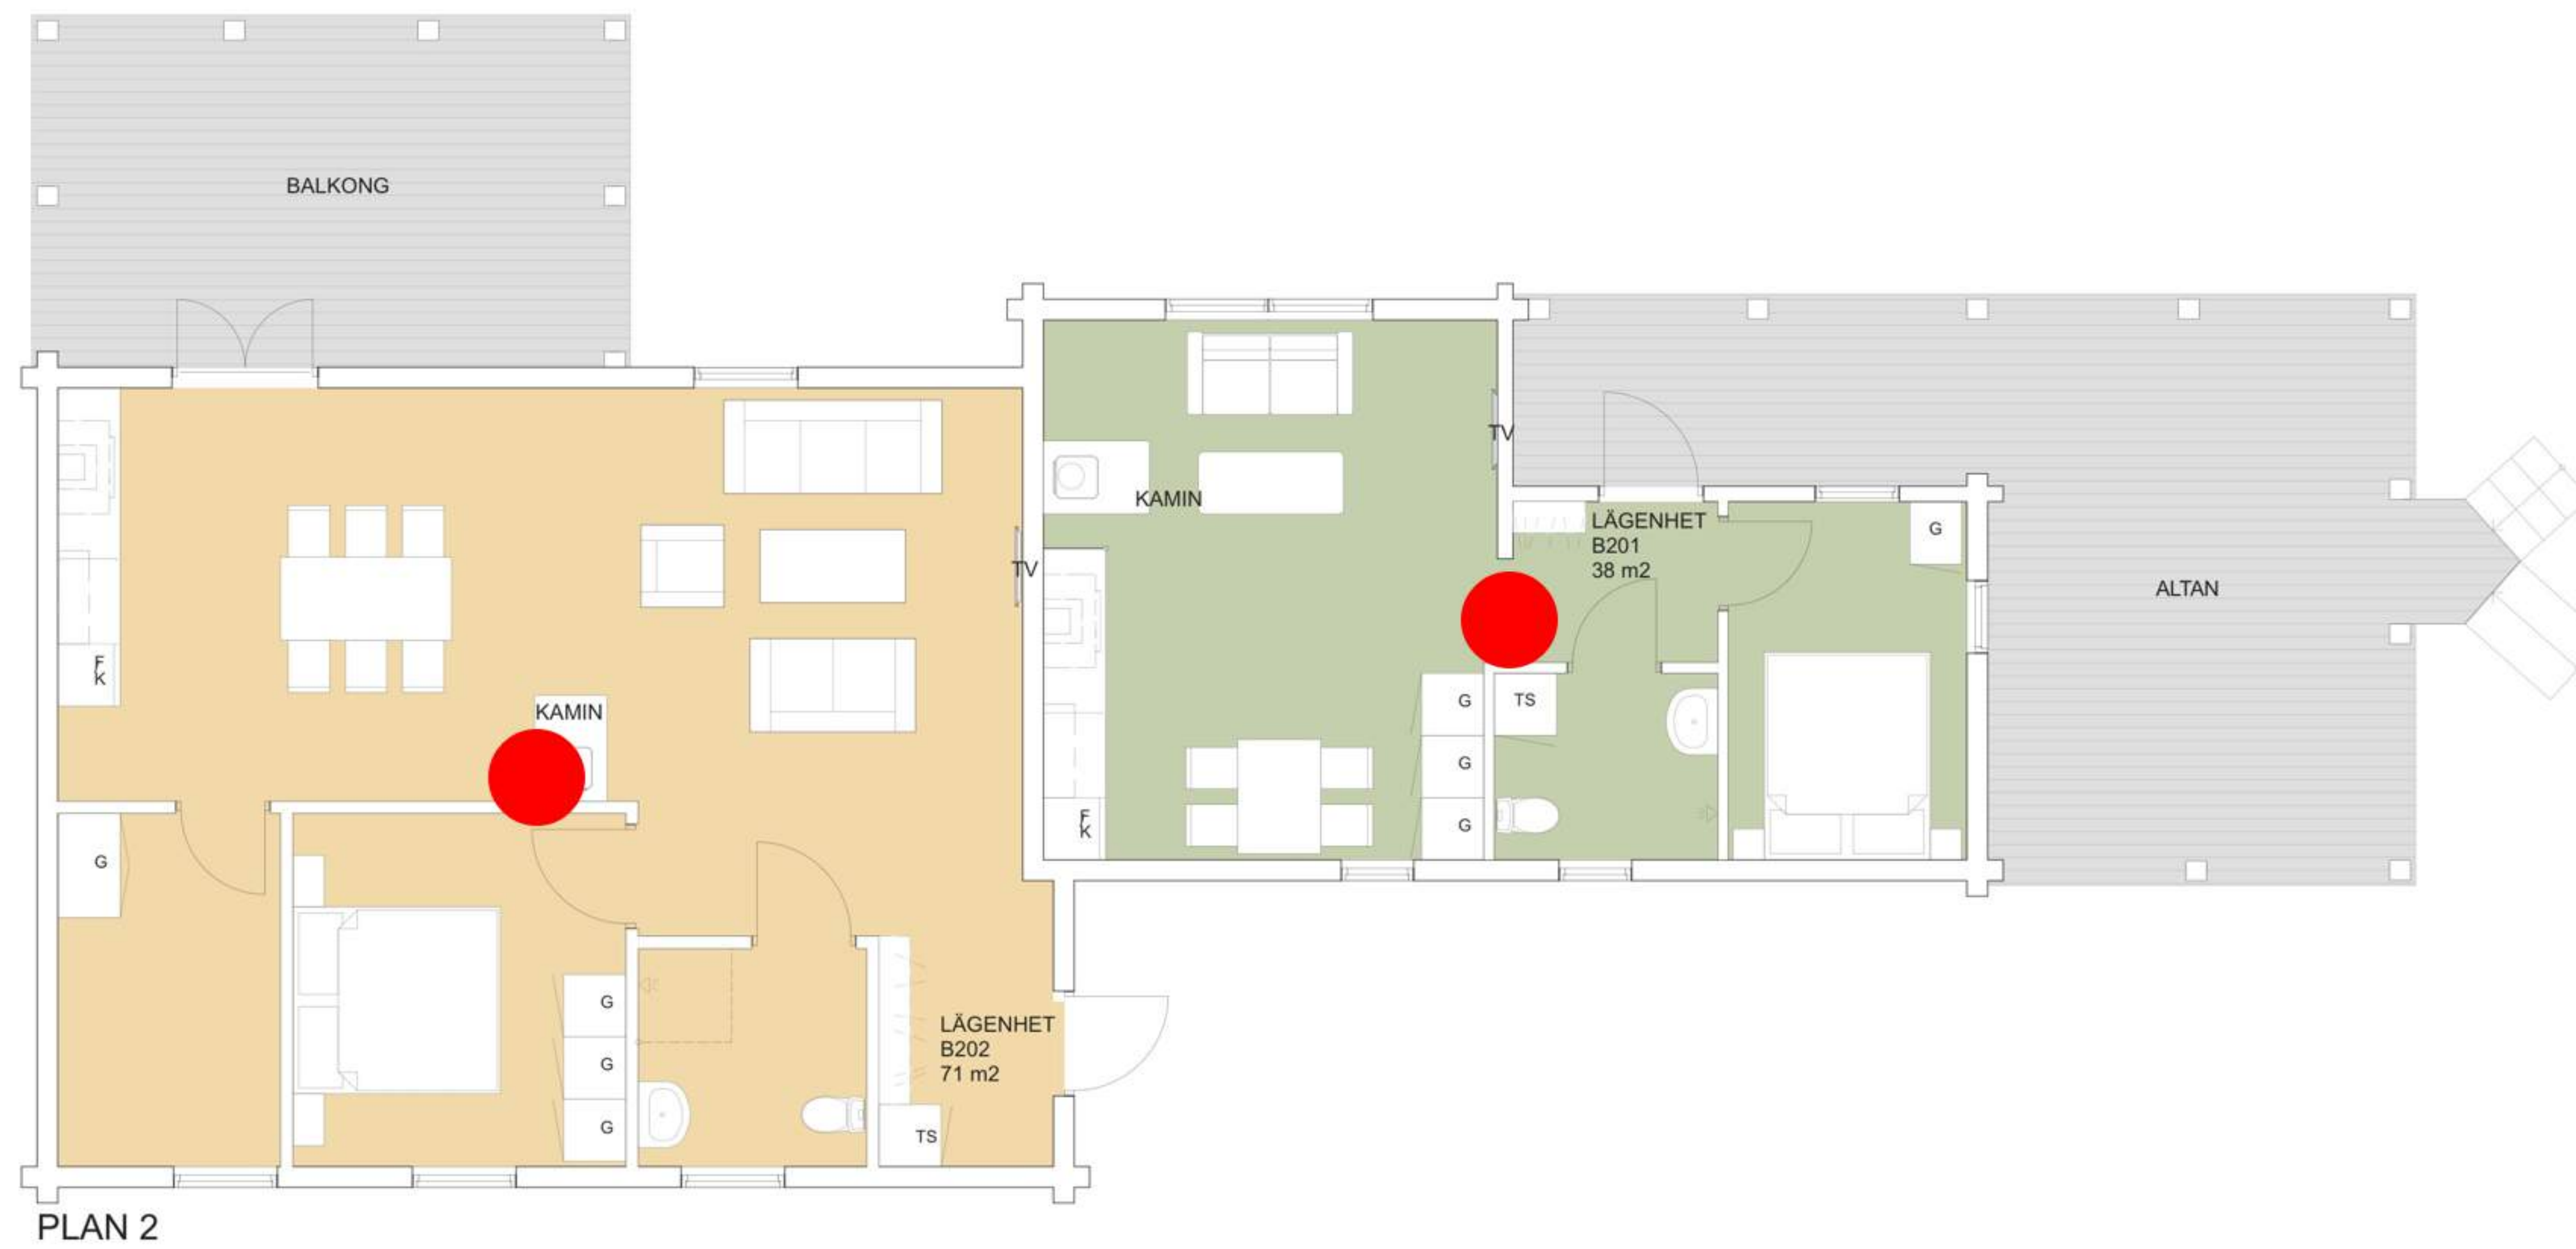 BALKONG
TV
KAMIN
LÄGENHET
B201
38 m2
G
ALTAN
TV
F
K
KAMIN
G
TS
G
G
F
K
G
G
G
G
LÄGENHET
B202
71 m2
TS
PLAN 2